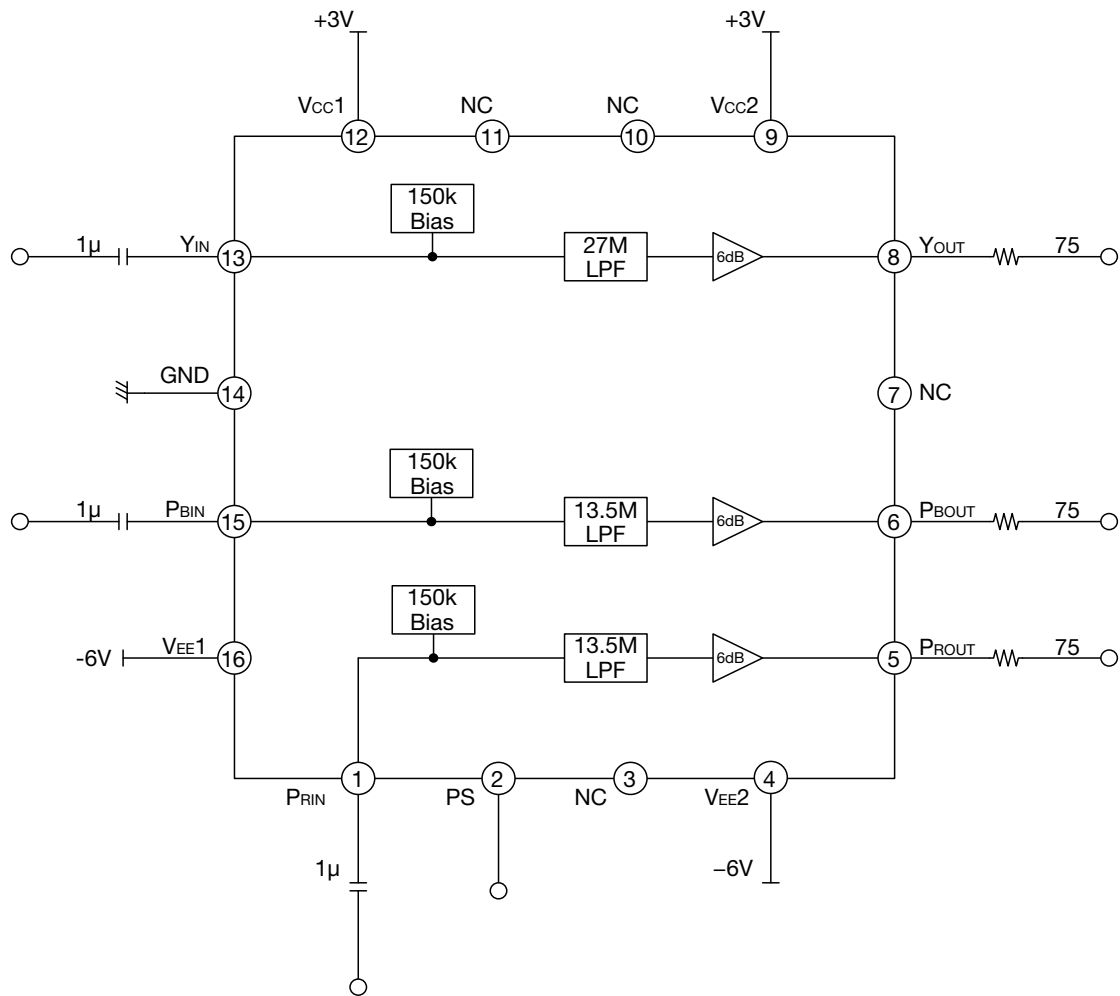 +3V +3V
VCC1 NC NC VCC2
12 11 10 9
150k
Bias
1µ YIN 13 27M
LPF 6dB 8 YOUT 75
GND 14 7 NC
150k
Bias
1µ PBIN 15 13.5M
LPF 6dB 6 PBOUT 75
150k
Bias
-6V VEE1 16 13.5M
LPF 6dB 5 PROUT 75
1 2 3 4
PRIN PS NC VEE2
1µ –6V